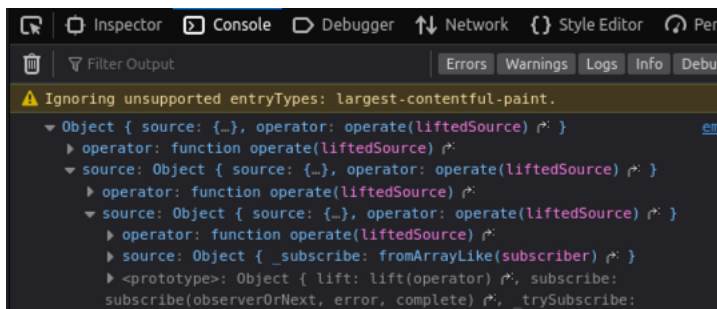 Inspector Console Debugger Network {} Style Editor Per
Filter Output Errors Warnings Logs Info Debu
Ignoring unsupported entryTypes: largest-contentful-paint.
Object { source: {…}, operator: operate(liftedSource) } em
operator: function operate(liftedSource)
source: Object { source: {…}, operator: operate(liftedSource) }
operator: function operate(liftedSource)
source: Object { source: {…}, operator: operate(liftedSource) }
operator: function operate(liftedSource)
source: Object { _subscribe: fromArrayLike(subscriber) }
<prototype>: Object { lift: lift(operator), subscribe:
subscribe(observerOrNext, error, complete), _trySubscribe: